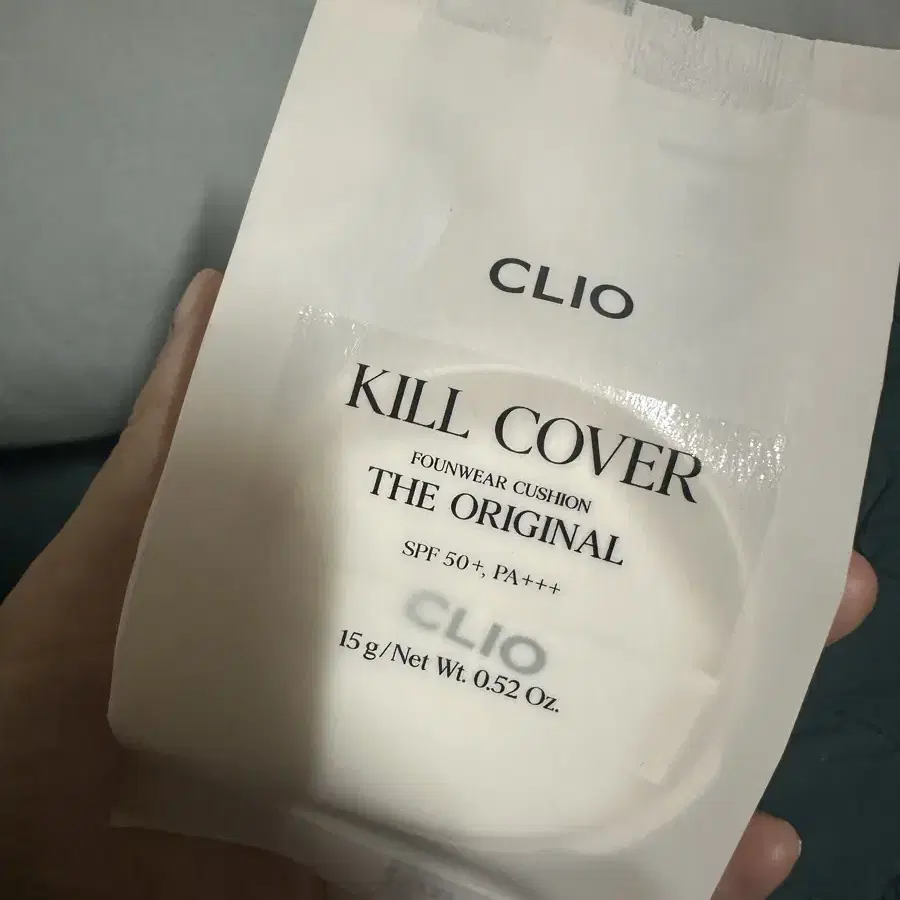 CLIO
KILL COVER
FOUNWEAR CUSHION
THE ORIGINAL
SPF 50+, PA+++
CLIO
15 g/Net Wt. 0.52 Oz.